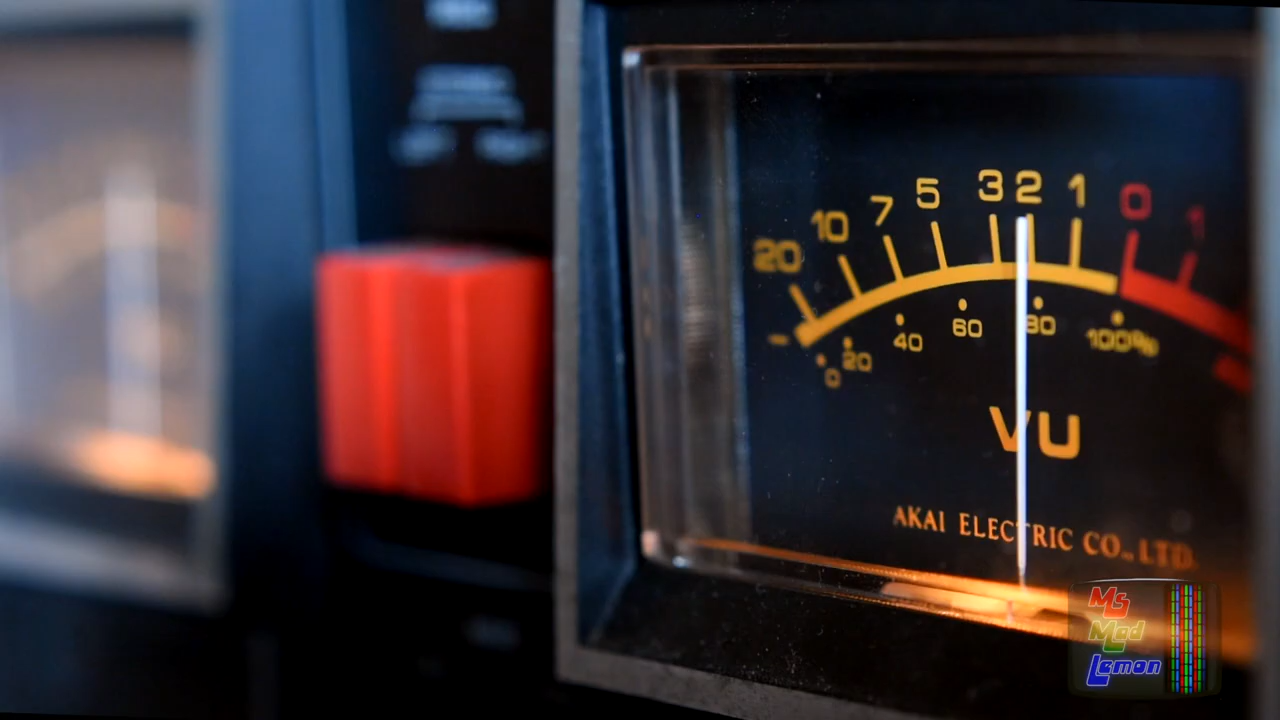 20 10 7 5 3 2 1 0 1
0 20 40 60 80 100%
VU
AKAI ELECTRIC CO., LTD.
Ms
Mad
Lemon